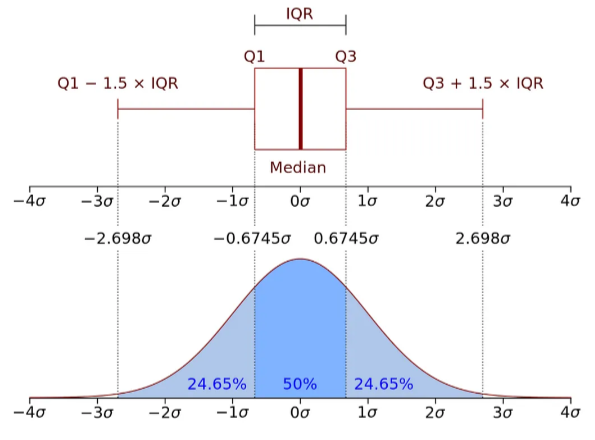 IQR
Q1 Q3
Q1 − 1.5 × IQR Q3 + 1.5 × IQR
Median
−4σ −3σ −2σ −1σ 0σ 1σ 2σ 3σ 4σ
−2.698σ −0.6745σ 0.6745σ 2.698σ
24.65% 50% 24.65%
−4σ −3σ −2σ −1σ 0σ 1σ 2σ 3σ 4σ